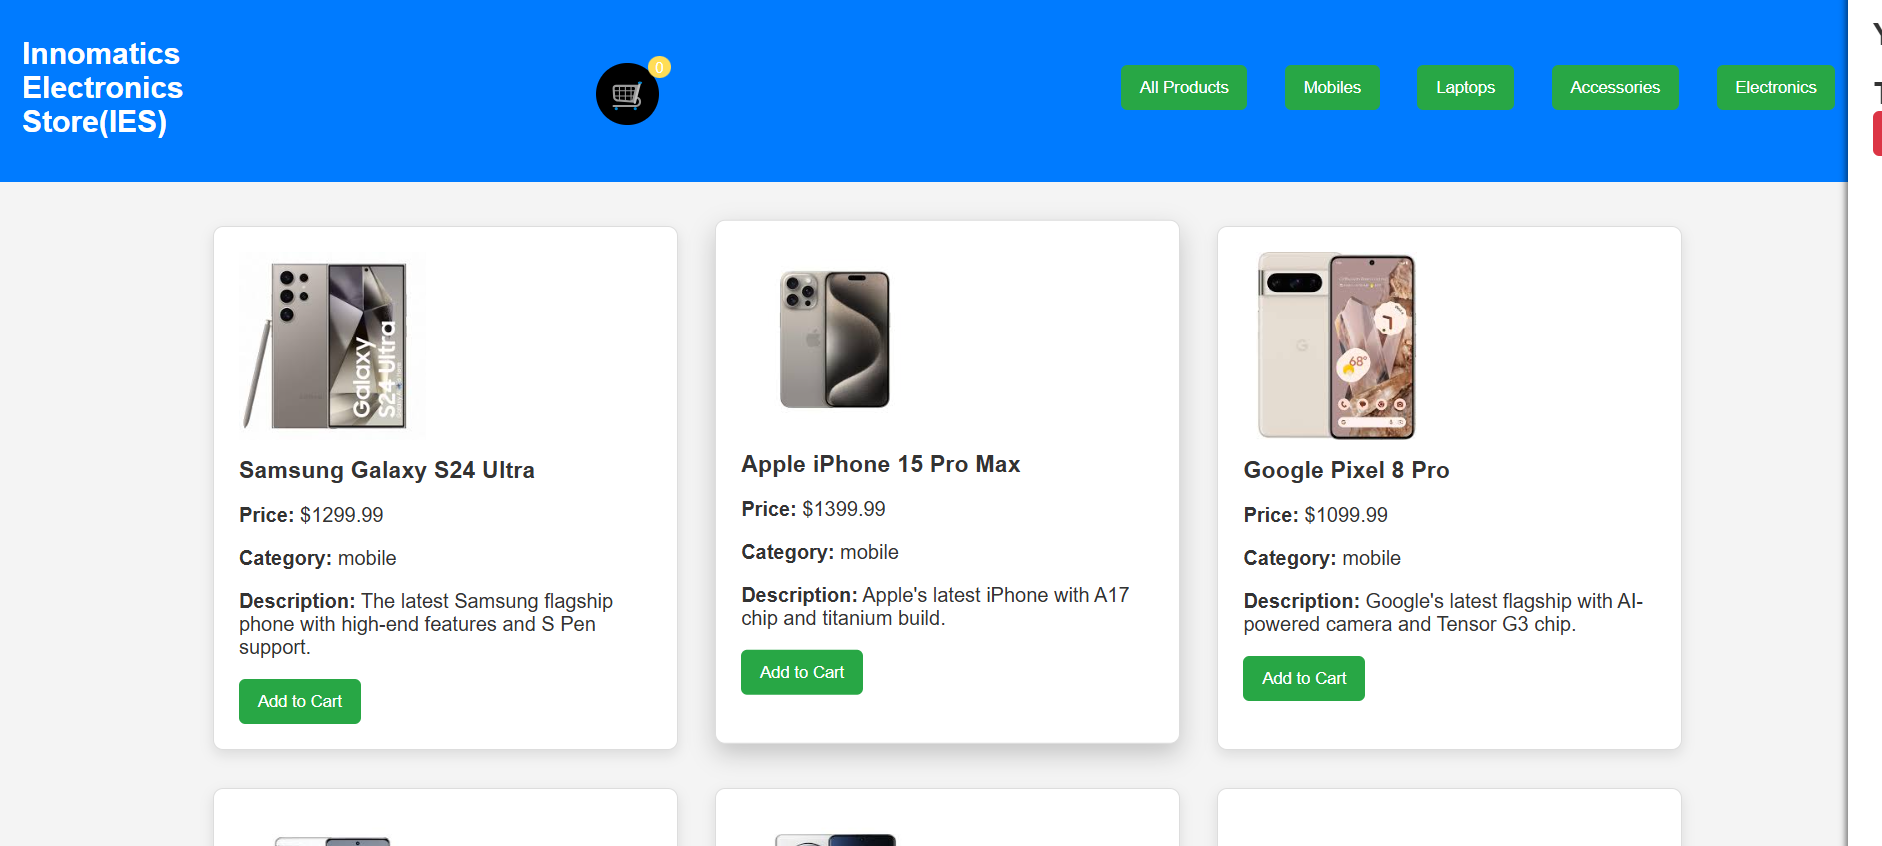 Innomatics
Electronics
Store(IES)
0
All Products
Mobiles
Laptops
Accessories
Electronics
Y
T
Galaxy
S24 Ultra
68°
Samsung Galaxy S24 Ultra
Price: $1299.99
Category: mobile
Description: The latest Samsung flagship
phone with high-end features and S Pen
support.
Add to Cart
Apple iPhone 15 Pro Max
Price: $1399.99
Category: mobile
Description: Apple's latest iPhone with A17
chip and titanium build.
Add to Cart
Google Pixel 8 Pro
Price: $1099.99
Category: mobile
Description: Google's latest flagship with AI-
powered camera and Tensor G3 chip.
Add to Cart